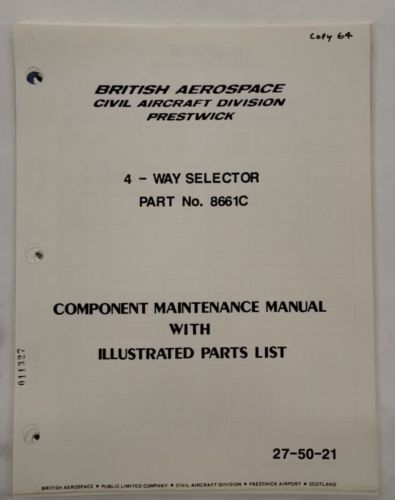 Copy 64
BRITISH AEROSPACE
CIVIL AIRCRAFT DIVISION
PRESTWICK
4 - WAY SELECTOR
PART No. 8661C
COMPONENT MAINTENANCE MANUAL
WITH
ILLUSTRATED PARTS LIST
011327
27-50-21
BRITISH AEROSPACE • PUBLIC LIMITED COMPANY • CIVIL AIRCRAFT DIVISION • PRESTWICK AIRPORT • SCOTLAND